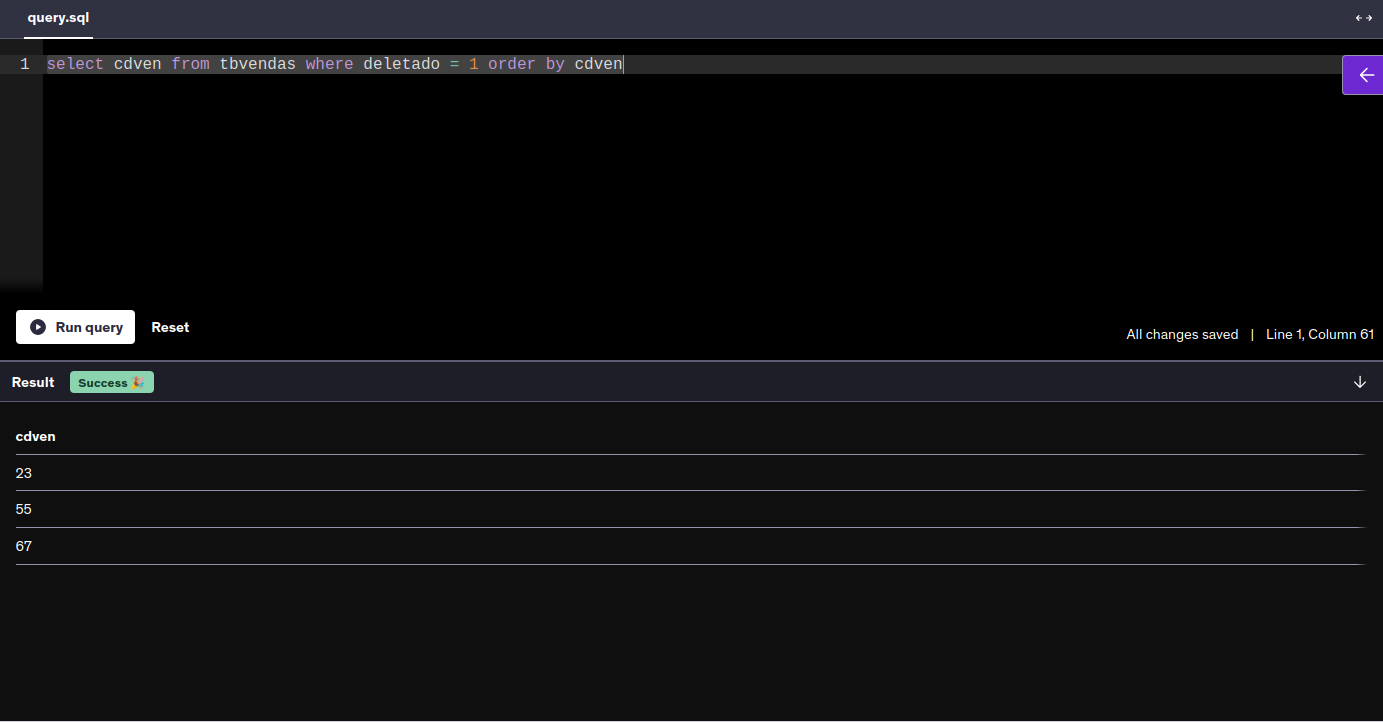 query.sql
1 select cdven from tbvendas where deletado = 1 order by cdven
Run query Reset
All changes saved | Line 1, Column 61
Result Success 🎉
cdven
23
55
67